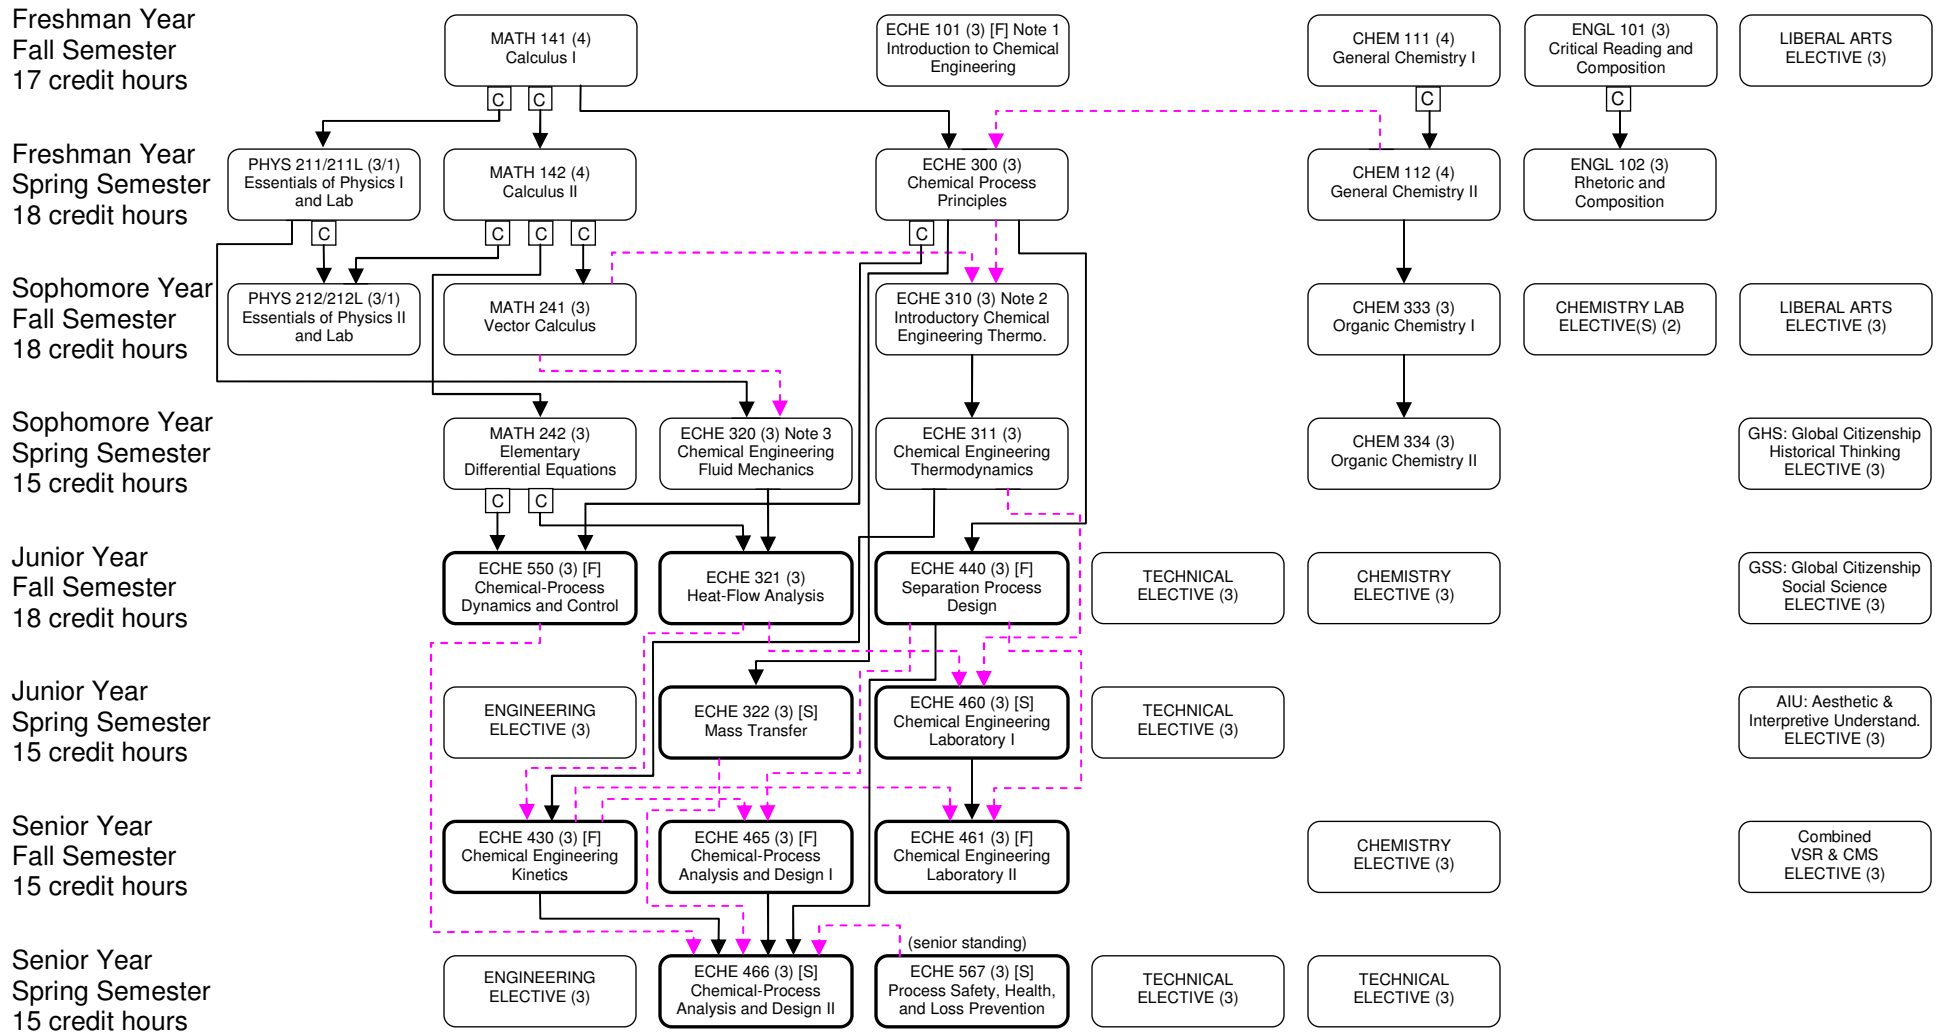 Freshman Year
Fall Semester
17 credit hours
MATH 141 (4)
Calculus I
ECHE 101 (3) [F] Note 1
Introduction to Chemical
Engineering
CHEM 111 (4)
General Chemistry I
ENGL 101 (3)
Critical Reading and
Composition
LIBERAL ARTS
ELECTIVE (3)
C
C
C
C
Freshman Year
Spring Semester
18 credit hours
PHYS 211/211L (3/1)
Essentials of Physics I
and Lab
MATH 142 (4)
Calculus II
ECHE 300 (3)
Chemical Process
Principles
CHEM 112 (4)
General Chemistry II
ENGL 102 (3)
Rhetoric and
Composition
C
C
C
C
C
Sophomore Year
Fall Semester
18 credit hours
PHYS 212/212L (3/1)
Essentials of Physics II
and Lab
MATH 241 (3)
Vector Calculus
ECHE 310 (3) Note 2
Introductory Chemical
Engineering Thermo.
CHEM 333 (3)
Organic Chemistry I
CHEMISTRY LAB
ELECTIVE(S) (2)
LIBERAL ARTS
ELECTIVE (3)
Sophomore Year
Spring Semester
15 credit hours
MATH 242 (3)
Elementary
Differential Equations
ECHE 320 (3) Note 3
Chemical Engineering
Fluid Mechanics
ECHE 311 (3)
Chemical Engineering
Thermodynamics
CHEM 334 (3)
Organic Chemistry II
GHS: Global Citizenship
Historical Thinking
ELECTIVE (3)
C
C
Junior Year
Fall Semester
18 credit hours
ECHE 550 (3) [F]
Chemical-Process
Dynamics and Control
ECHE 321 (3)
Heat-Flow Analysis
ECHE 440 (3) [F]
Separation Process
Design
TECHNICAL
ELECTIVE (3)
CHEMISTRY
ELECTIVE (3)
GSS: Global Citizenship
Social Science
ELECTIVE (3)
Junior Year
Spring Semester
15 credit hours
ENGINEERING
ELECTIVE (3)
ECHE 322 (3) [S]
Mass Transfer
ECHE 460 (3) [S]
Chemical Engineering
Laboratory I
TECHNICAL
ELECTIVE (3)
AIU: Aesthetic &
Interpretive Understand.
ELECTIVE (3)
Senior Year
Fall Semester
15 credit hours
ECHE 430 (3) [F]
Chemical Engineering
Kinetics
ECHE 465 (3) [F]
Chemical-Process
Analysis and Design I
ECHE 461 (3) [F]
Chemical Engineering
Laboratory II
CHEMISTRY
ELECTIVE (3)
Combined
VSR & CMS
ELECTIVE (3)
Senior Year
Spring Semester
15 credit hours
ENGINEERING
ELECTIVE (3)
ECHE 466 (3) [S]
Chemical-Process
Analysis and Design II
(senior standing)
ECHE 567 (3) [S]
Process Safety, Health,
and Loss Prevention
TECHNICAL
ELECTIVE (3)
TECHNICAL
ELECTIVE (3)